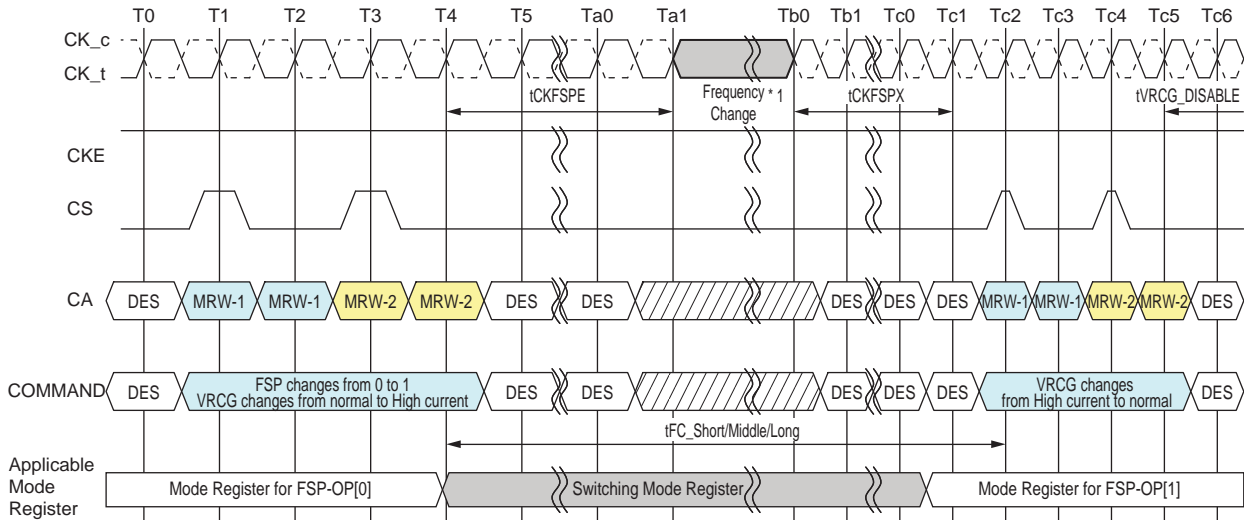 T0 T1 T2 T3 T4 T5 Ta0 Ta1 Tb0 Tb1 Tc0 Tc1 Tc2 Tc3 Tc4 Tc5 Tc6
CK_c
CK_t
tCKFSPE
Frequency * 1
Change
tCKFSPX
tVRCG_DISABLE
CKE
CS
CA DES MRW-1 MRW-1 MRW-2 MRW-2 DES DES DES DES DES MRW-1 MRW-1 MRW-2 MRW-2 DES
COMMAND DES
FSP changes from 0 to 1
VRCG changes from normal to High current
DES DES DES DES DES
VRCG changes
from High current to normal
DES
tFC_Short/Middle/Long
Applicable
Mode
Register
Mode Register for FSP-OP[0]
Switching Mode Register
Mode Register for FSP-OP[1]